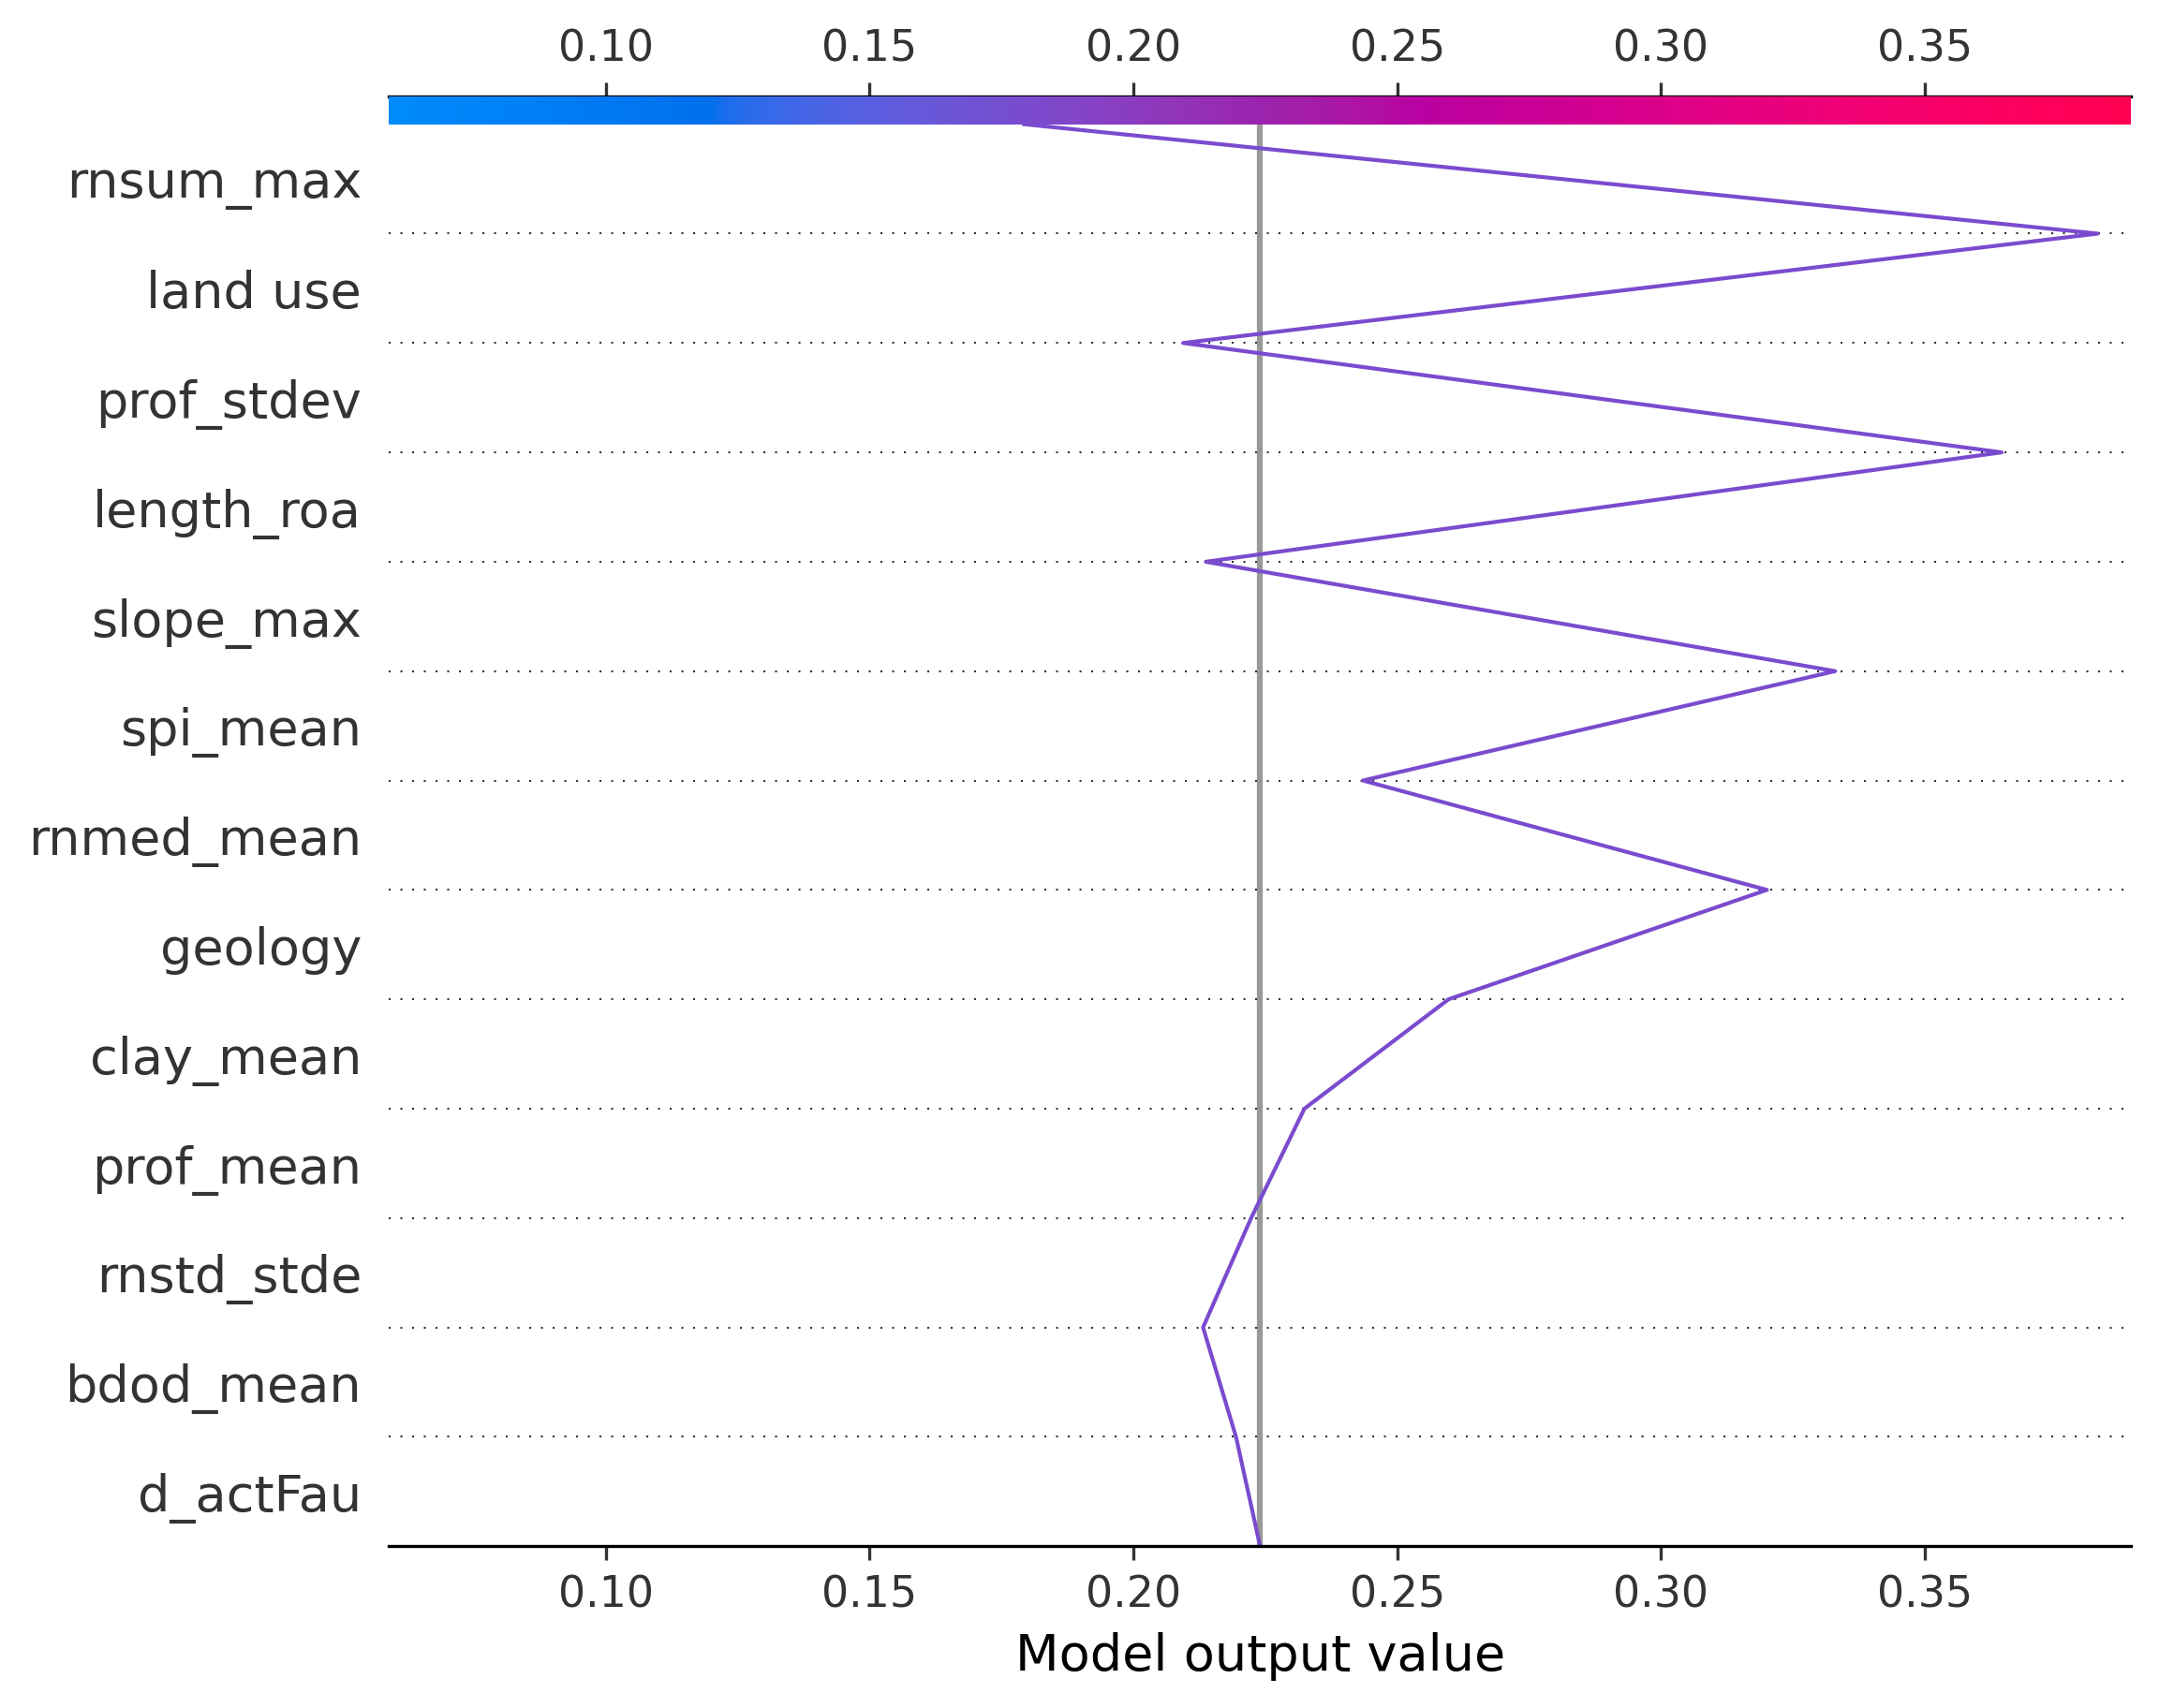 0.10 0.15 0.20 0.25 0.30 0.35
rnsum_max
land use
prof_stdev
length_roa
slope_max
spi_mean
rnmed_mean
geology
clay_mean
prof_mean
rnstd_stde
bdod_mean
d_actFau
0.10 0.15 0.20 0.25 0.30 0.35
Model output value